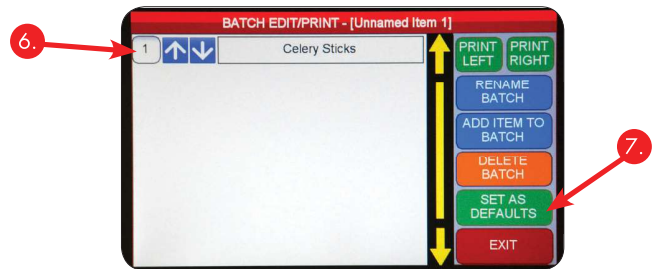 BATCH EDIT/PRINT - [Unnamed Item 1]
6.
1
Celery Sticks
PRINT LEFT
PRINT RIGHT
RENAME
BATCH
ADD ITEM TO
BATCH
7.
DELETE
BATCH
SET AS
DEFAULTS
EXIT